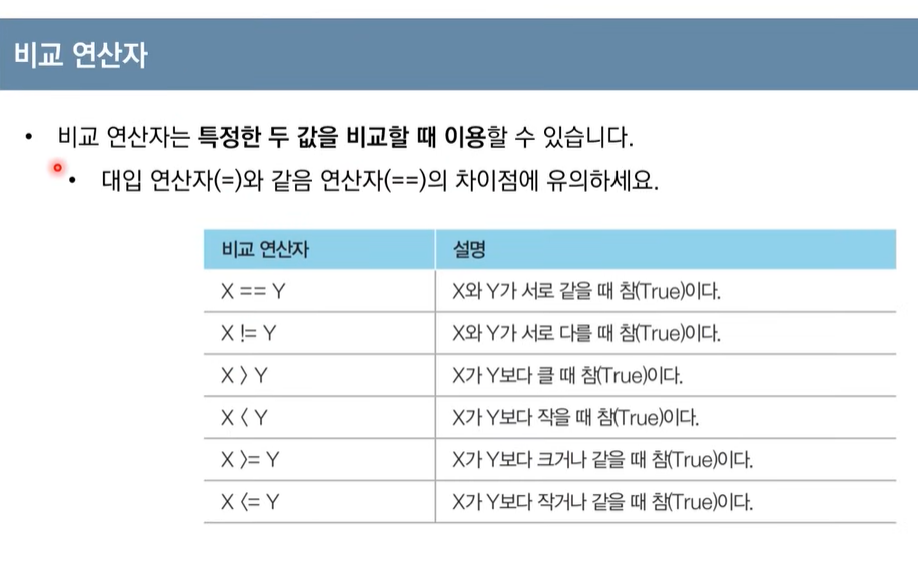 비교 연산자
• 비교 연산자는 특정한 두 값을 비교할 때 이용할 수 있습니다.
• 대입 연산자(=)와 같음 연산자(==)의 차이점에 유의하세요.
비교 연산자 설명
X == Y X와 Y가 서로 같을 때 참(True)이다.
X != Y X와 Y가 서로 다를 때 참(True)이다.
X > Y X가 Y보다 클 때 참(True)이다.
X < Y X가 Y보다 작을 때 참(True)이다.
X >= Y X가 Y보다 크거나 같을 때 참(True)이다.
X <= Y X가 Y보다 작거나 같을 때 참(True)이다.